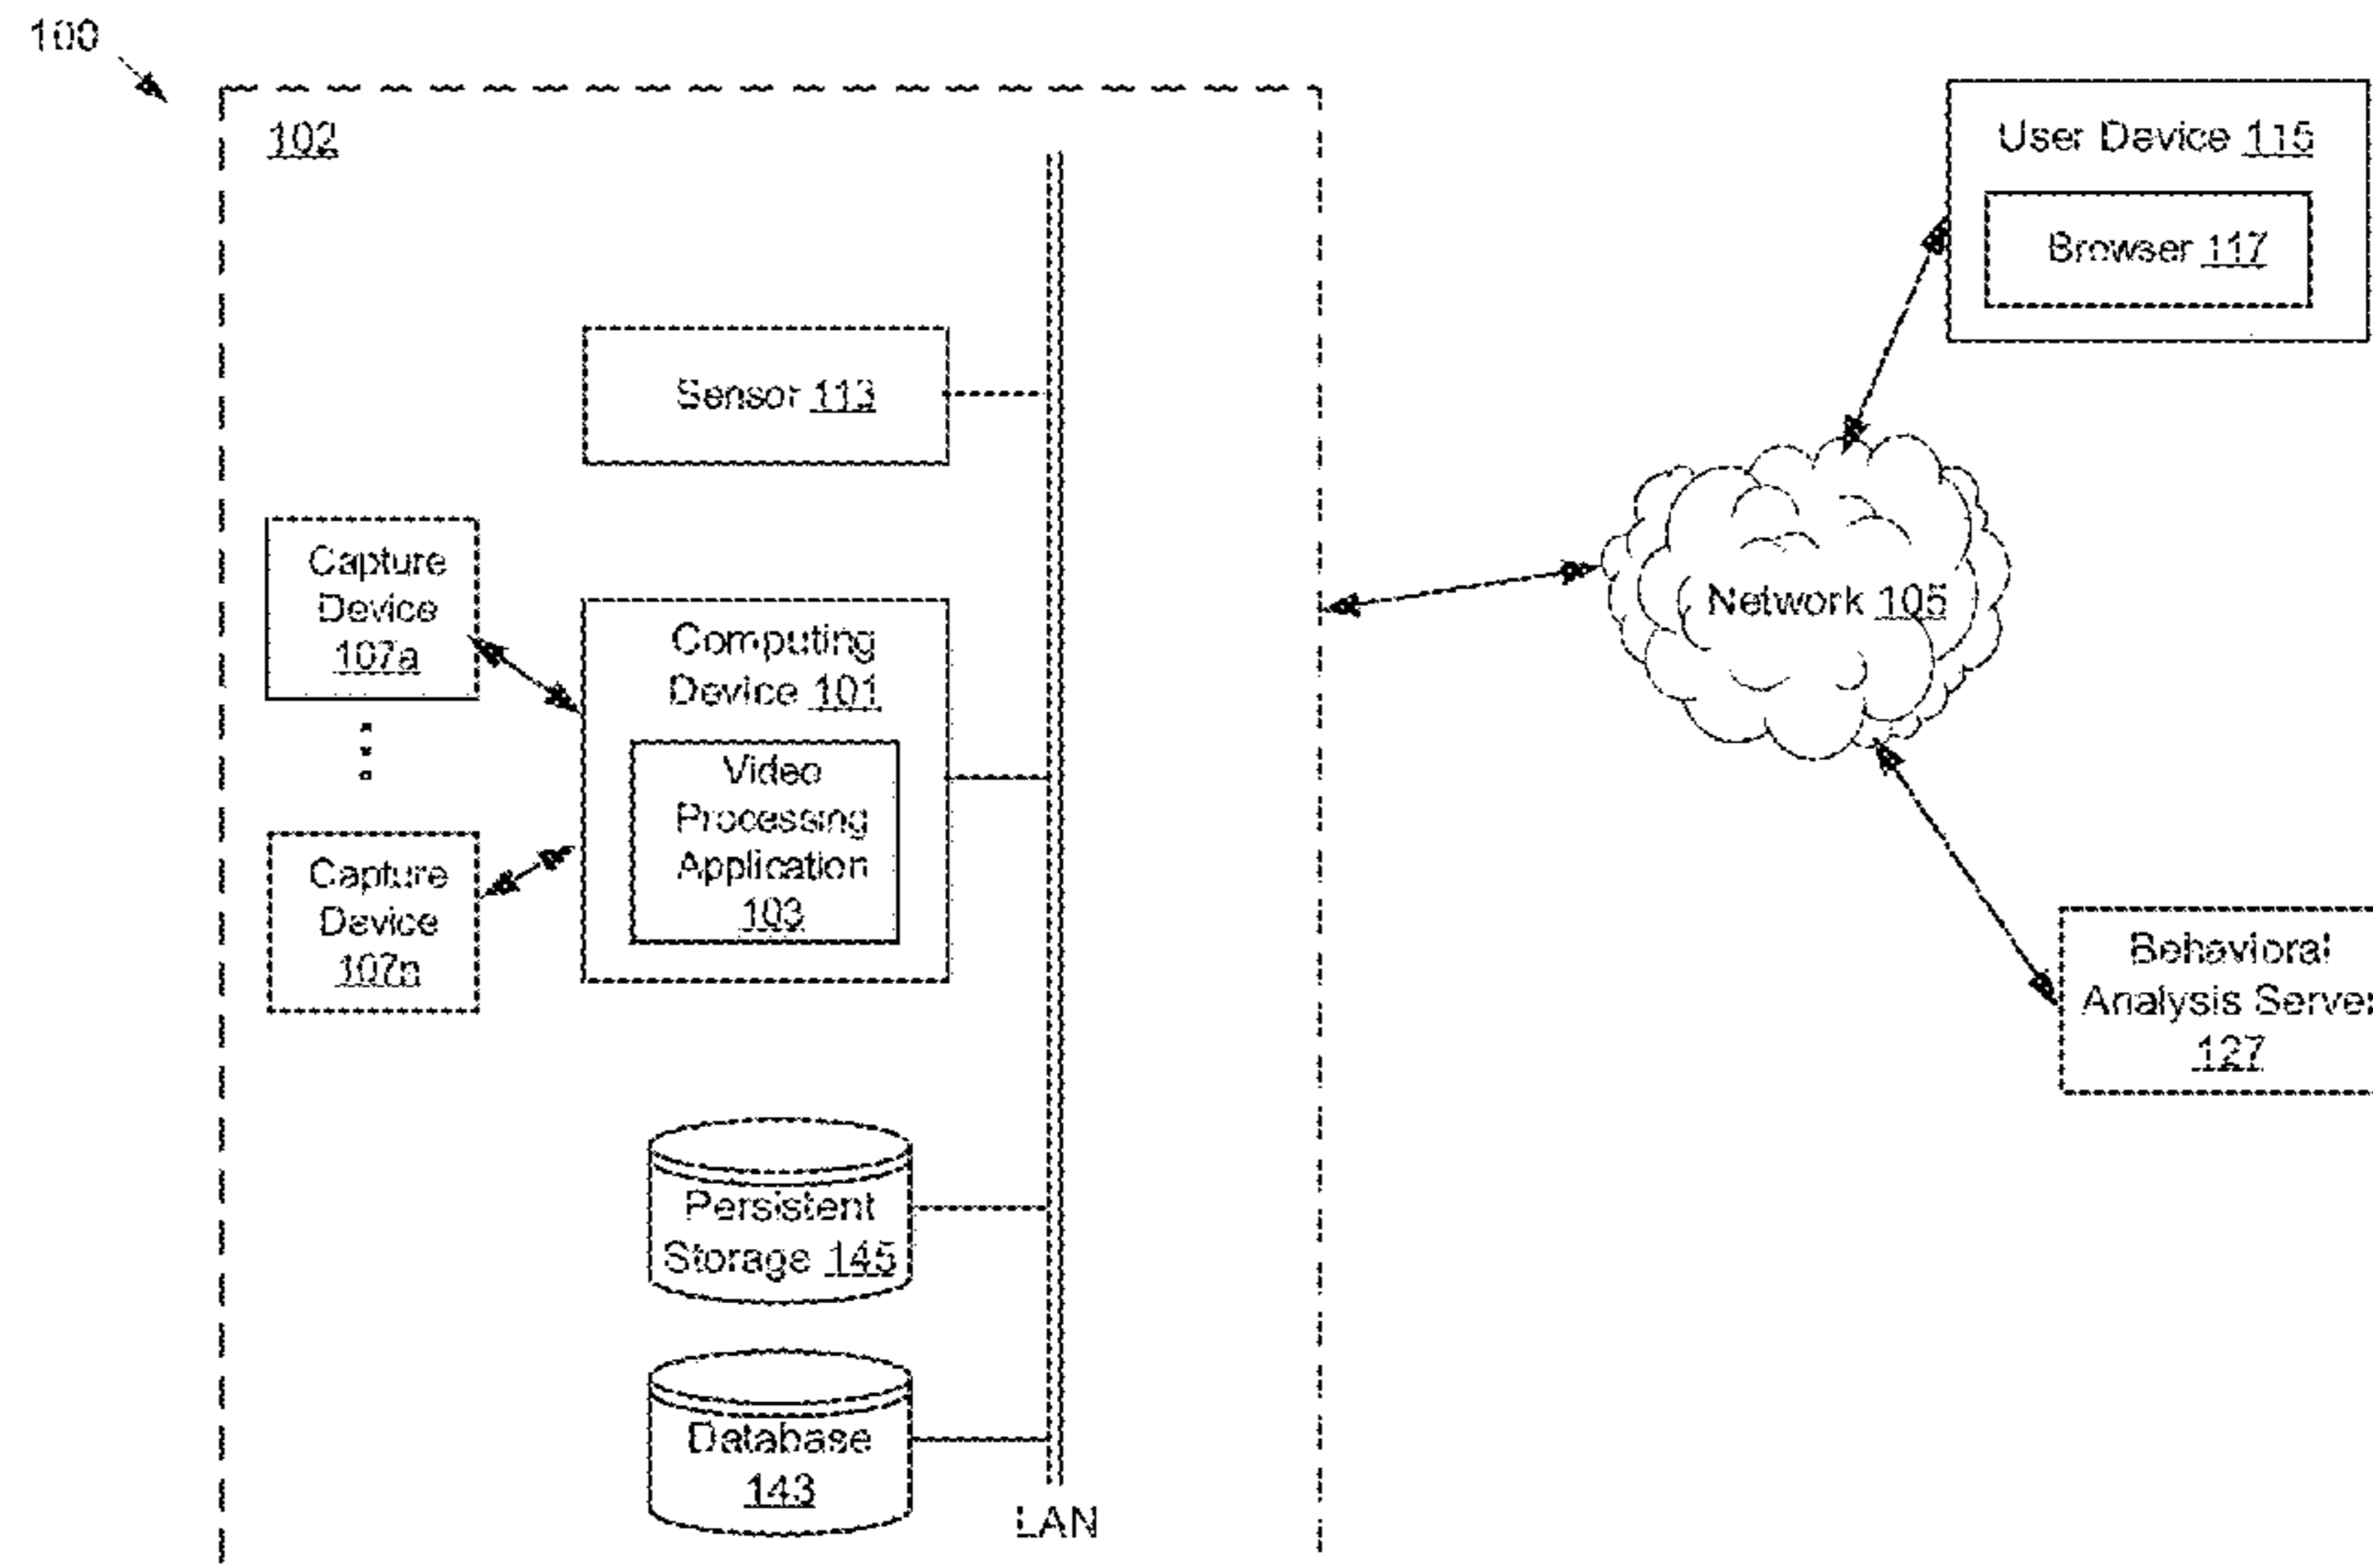 100
102
User Device 115
Browser 117
Sensor 113
Capture
Device
107a
Computing
Device 101
Video
Processing
Application
103
Capture
Device
107n
Network 105
Behavioral
Analysis Server
127
Persistent
Storage 145
Database
143
LAN